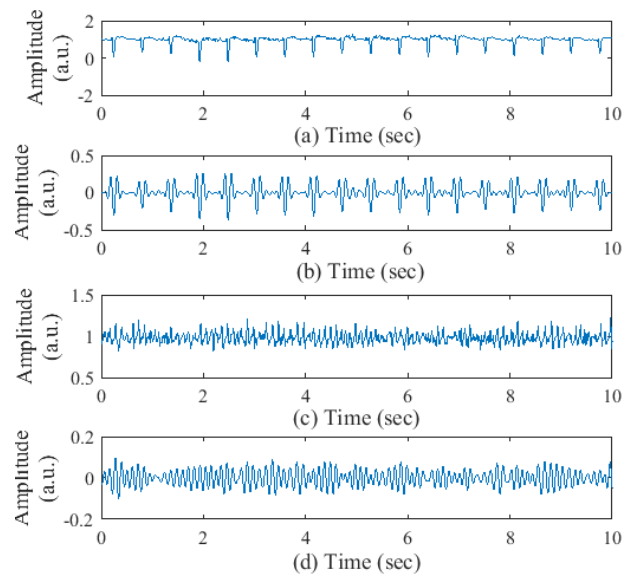 Amplitude
(a.u.)
2
0
-2
0 2 4 6 8 10
(a) Time (sec)
Amplitude
(a.u.)
0.5
0
-0.5
0 2 4 6 8 10
(b) Time (sec)
Amplitude
(a.u.)
1.5
1
0.5
0 2 4 6 8 10
(c) Time (sec)
Amplitude
(a.u.)
0.2
0
-0.2
0 2 4 6 8 10
(d) Time (sec)